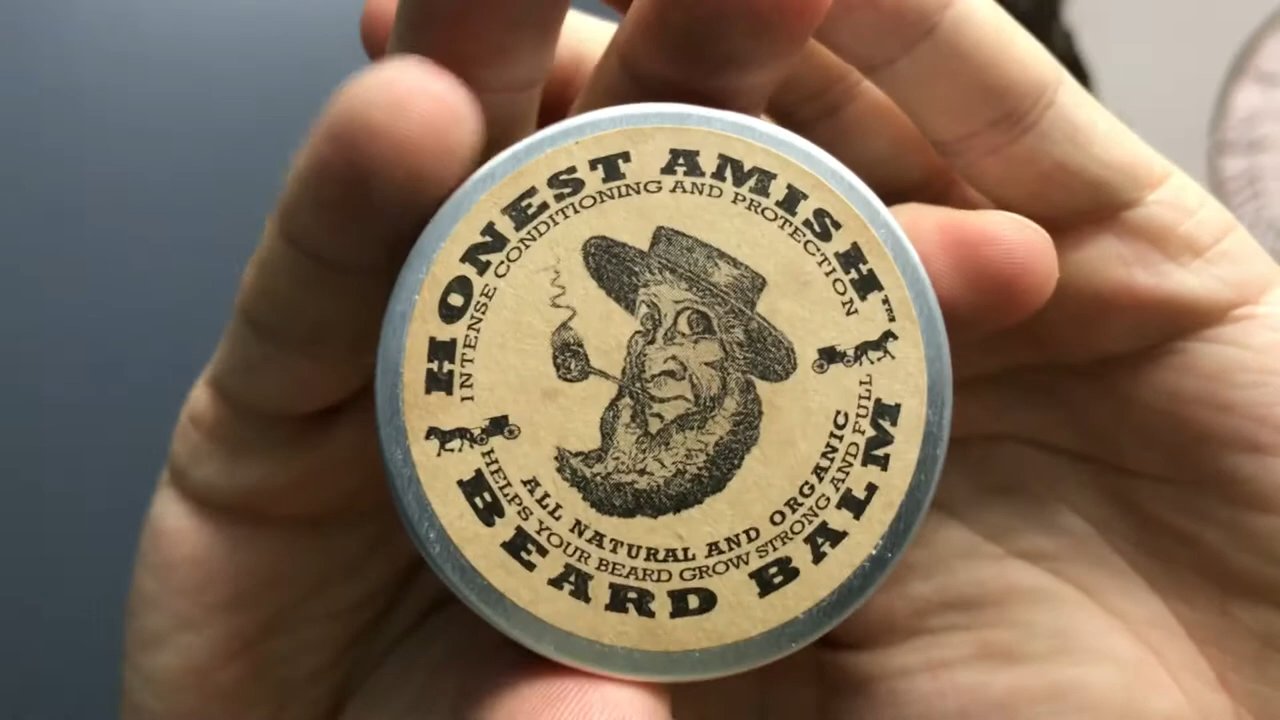 HONEST AMISH™
INTENSE CONDITIONING AND PROTECTION
ALL NATURAL AND ORGANIC
HELPS YOUR BEARD GROW STRONG AND FULL
BEARD BALM